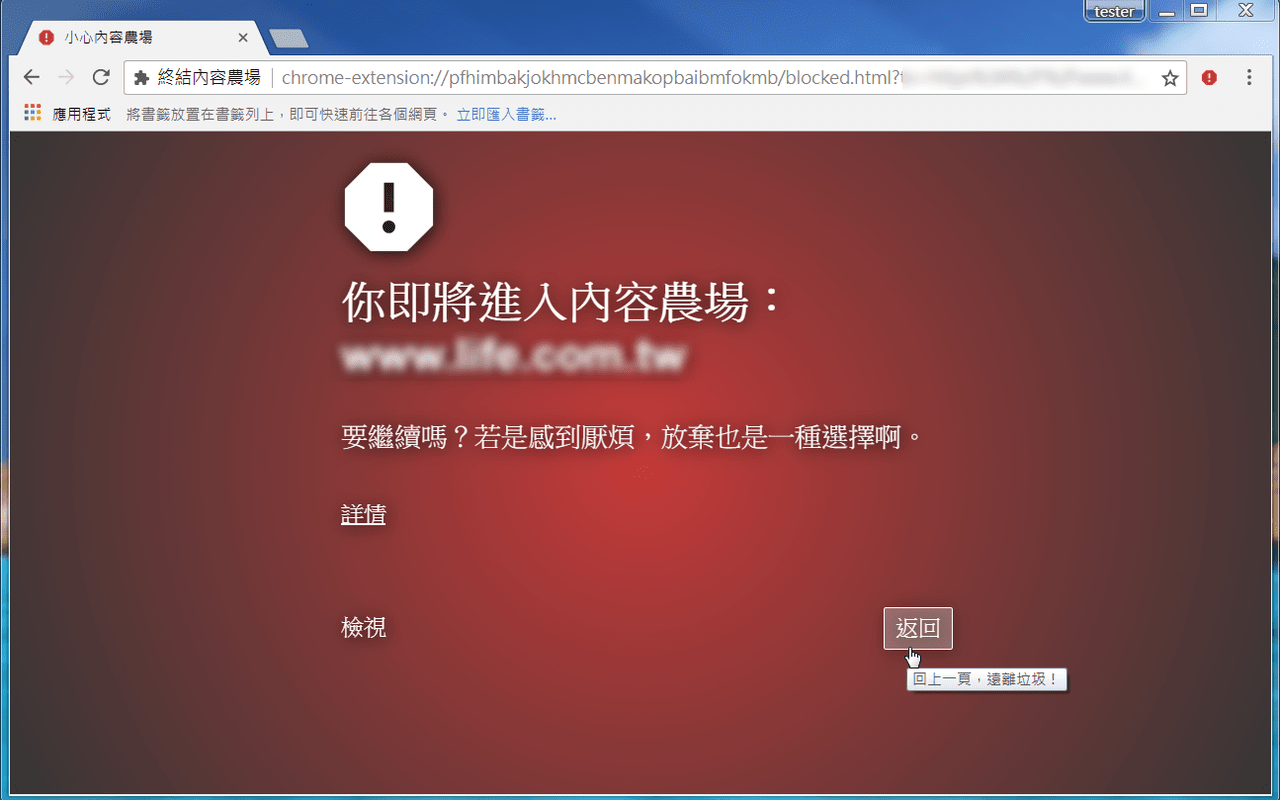 tester
小心內容農場
終結內容農場 chrome-extension://pfhimbakjokhmcbenmakopbaibmfokmb/blocked.html?
應用程式 將書籤放置在書籤列上，即可快速前往各個網頁。 立即匯入書籤...
你即將進入內容農場：
www.life.com.tw
要繼續嗎？若是感到厭煩，放棄也是一種選擇啊。
詳情
檢視 返回
回上一頁，遠離垃圾！